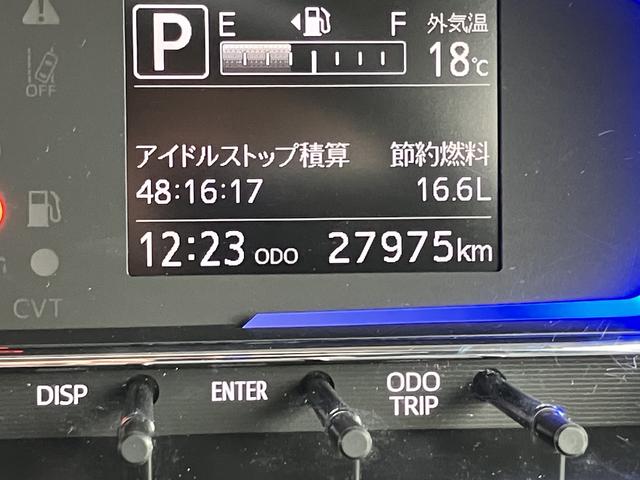 P E F 外気温
18℃
OFF
アイドルストップ積算 節約燃料
48:16:17 16.6L
12:23 ODO 27975km
CVT
DISP ENTER ODO
TRIP